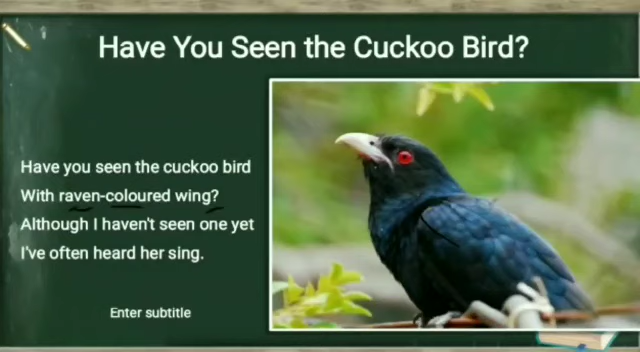 Have You Seen the Cuckoo Bird?
Have you seen the cuckoo bird
With raven-coloured wing?
Although I haven't seen one yet
I've often heard her sing.
Enter subtitle